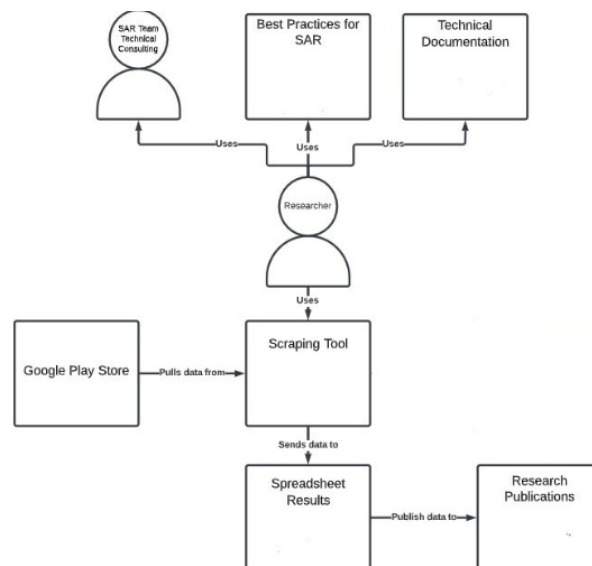 SAR Team
Technical
Consulting
Best Practices for
SAR
Technical
Documentation
Uses
Uses
Uses
Researcher
Uses
Google Play Store
Pulls data from
Scraping Tool
Sends data to
Spreadsheet
Results
Publish data to
Research
Publications